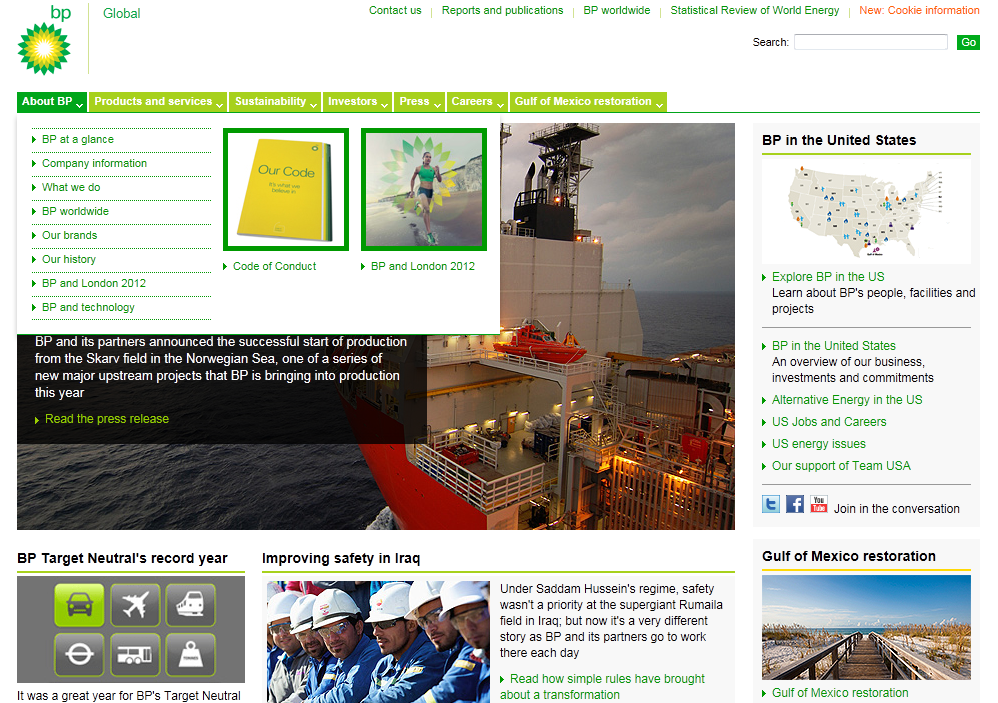 bp
Global
Contact us
Reports and publications
BP worldwide
Statistical Review of World Energy
New: Cookie information
Search:
Go
About BP
Products and services
Sustainability
Investors
Press
Careers
Gulf of Mexico restoration
BP at a glance
Company information
What we do
BP worldwide
Our brands
Our history
BP and London 2012
BP and technology
Our Code
It's what we
believe in
Code of Conduct
BP and London 2012
BP and its partners announced the successful start of production
from the Skarv field in the Norwegian Sea, one of a series of
new major upstream projects that BP is bringing into production
this year
Read the press release
BP in the United States
Explore BP in the US
Learn about BP's people, facilities and
projects
BP in the United States
An overview of our business,
investments and commitments
Alternative Energy in the US
US Jobs and Careers
US energy issues
Our support of Team USA
You
Tube
Join in the conversation
BP Target Neutral's record year
It was a great year for BP's Target Neutral
Improving safety in Iraq
Under Saddam Hussein's regime, safety
wasn't a priority at the supergiant Rumaila
field in Iraq; but now it's a very different
story as BP and its partners go to work
there each day
Read how simple rules have brought
about a transformation
Gulf of Mexico restoration
Gulf of Mexico restoration